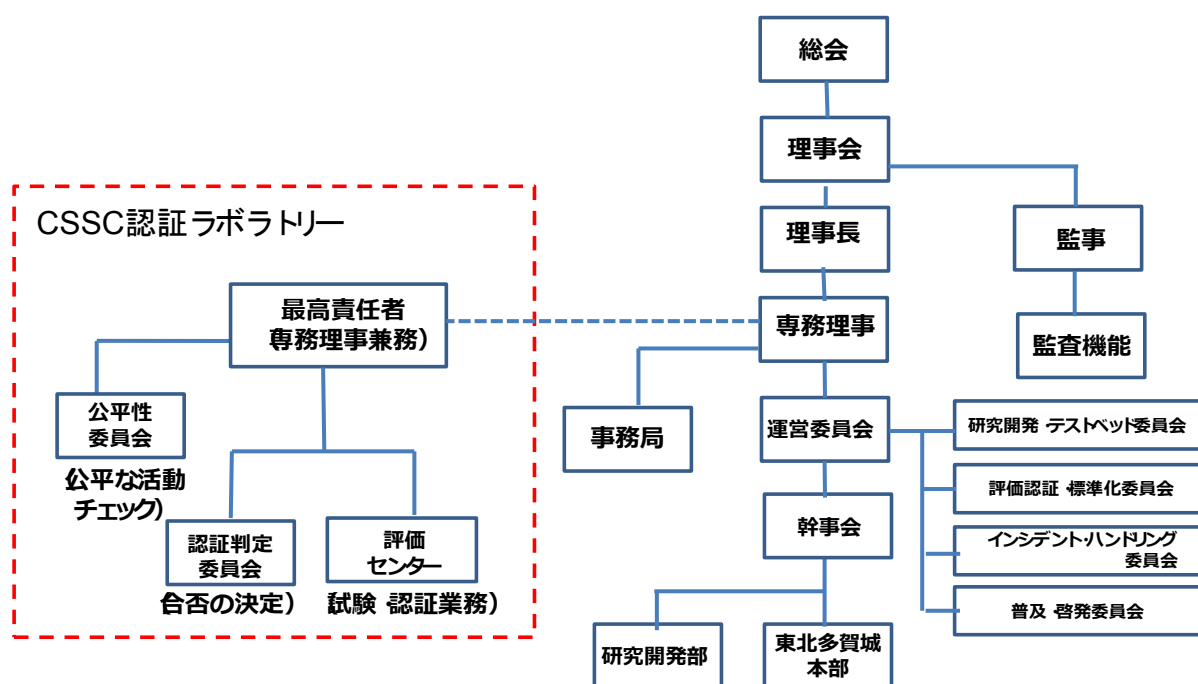 総会
理事会
CSSC認証ラボラトリー
理事長
監事
最高責任者
(専務理事兼務)
専務理事
監査機能
公平性
委員会
(公平な活動
チェック)
事務局
運営委員会
研究開発・テストベッド委員会
評価認証・標準化委員会
認証判定
委員会
(合否の決定)
評価
センター
(試験・認証業務)
幹事会
インシデント・ハンドリング
委員会
普及・啓発委員会
研究開発部
東北多賀城
本部